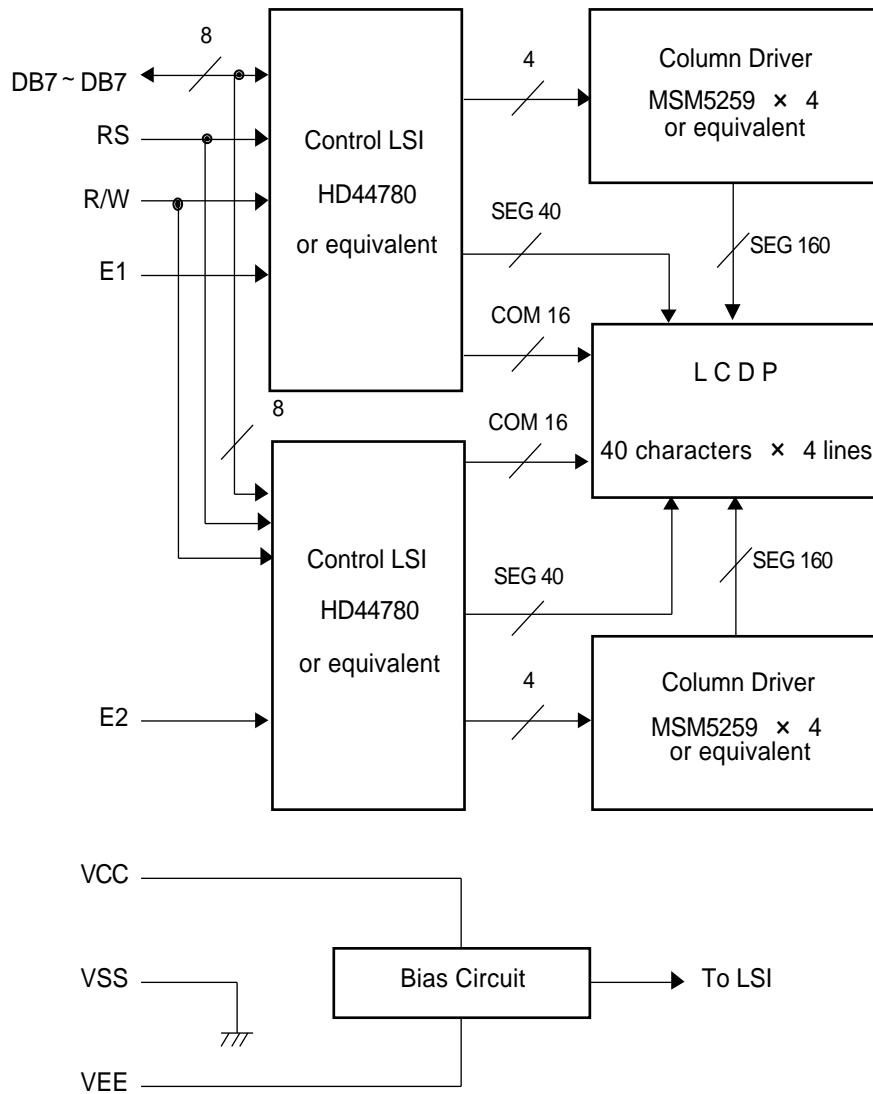 8
DB7 ~ DB7
RS
R/W
E1
Control LSI
HD44780
or equivalent
4
Column Driver
MSM5259 × 4
or equivalent
SEG 40
SEG 160
COM 16
L C D P
40 characters × 4 lines
8
COM 16
Control LSI
HD44780
or equivalent
SEG 40
SEG 160
4
Column Driver
MSM5259 × 4
or equivalent
E2
VCC
VSS
Bias Circuit
To LSI
VEE